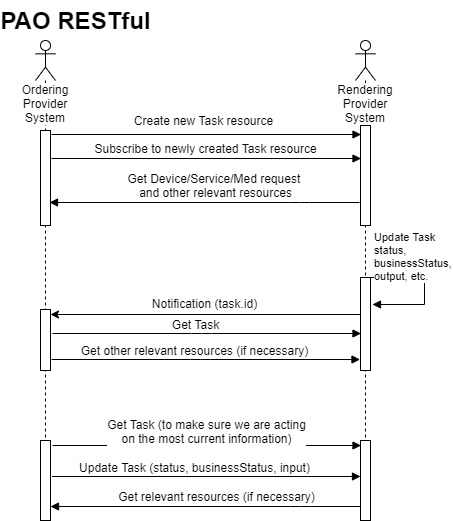 PAO RESTful
Ordering
Provider
System
Rendering
Provider
System
Create new Task resource
Subscribe to newly created Task resource
Get Device/Service/Med request
and other relevant resources
Update Task
status,
businessStatus,
output, etc.
Notification (task.id)
Get Task
Get other relevant resources (if necessary)
Get Task (to make sure we are acting
on the most current information)
Update Task (status, businessStatus, input)
Get relevant resources (if necessary)